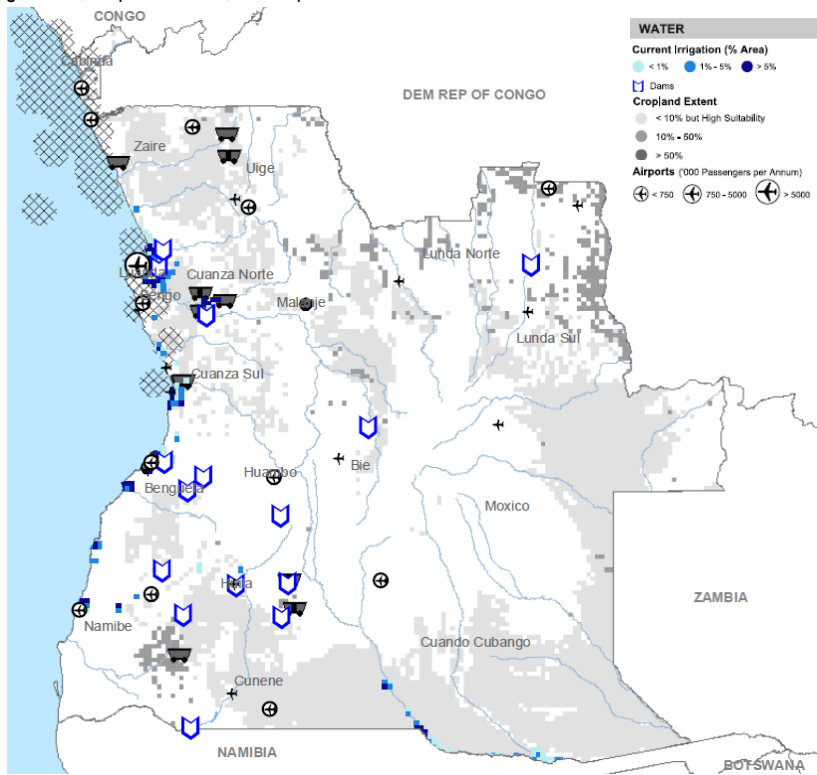 CONGO
WATER
Current Irrigation (% Area)
< 1% 1% - 5% > 5%
Dams
Cropland Extent
< 10% but High Suitability
10% - 50%
> 50%
Airports ('000 Passengers per Annum)
< 750 750 - 5000 > 5000
Cabinda
DEM REP OF CONGO
Zaire
Uige
Lunda Norte
Luanda
Cuanza Norte
Bengo
Malanje
Lunda Sul
Cuanza Sul
Huambo
Bie
Benguela
Moxico
Huila
ZAMBIA
Namibe
Cuando Cubango
Cunene
NAMIBIA
BOTSWANA